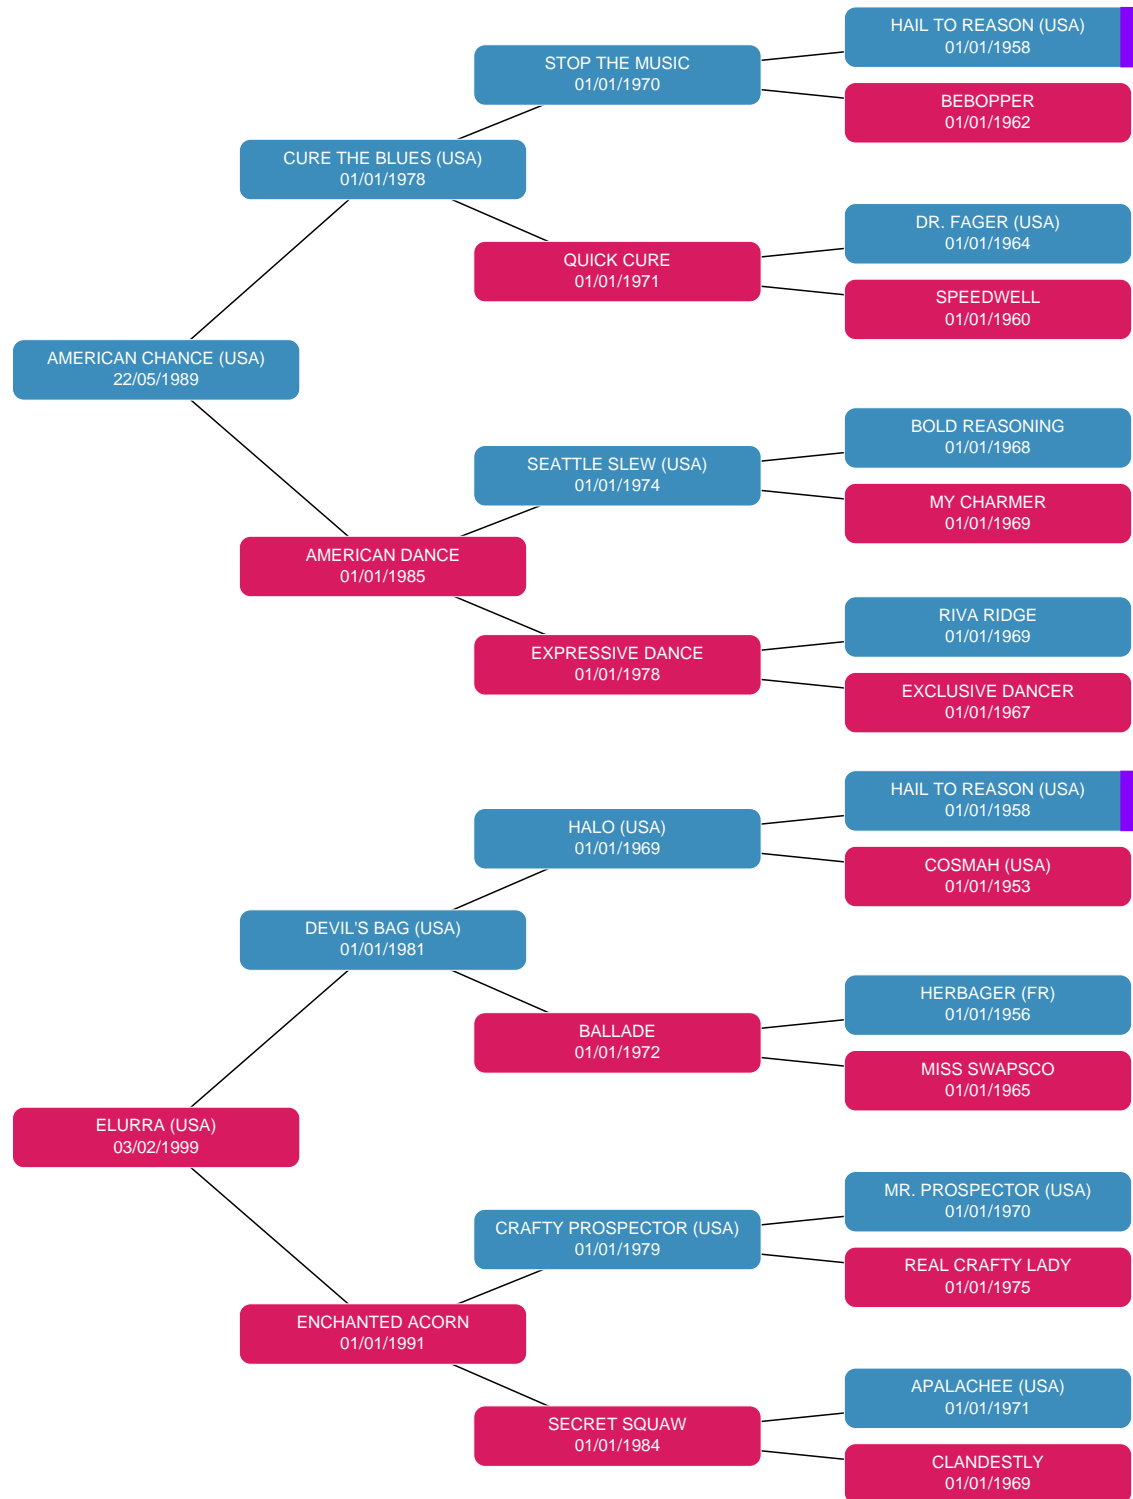 HAIL TO REASON (USA)
01/01/1958
STOP THE MUSIC
01/01/1970
BEBOPPER
01/01/1962
CURE THE BLUES (USA)
01/01/1978
DR. FAGER (USA)
01/01/1964
QUICK CURE
01/01/1971
SPEEDWELL
01/01/1960
AMERICAN CHANCE (USA)
22/05/1989
BOLD REASONING
01/01/1968
SEATTLE SLEW (USA)
01/01/1974
MY CHARMER
01/01/1969
AMERICAN DANCE
01/01/1985
RIVA RIDGE
01/01/1969
EXPRESSIVE DANCE
01/01/1978
EXCLUSIVE DANCER
01/01/1967
HAIL TO REASON (USA)
01/01/1958
HALO (USA)
01/01/1969
COSMAH (USA)
01/01/1953
DEVIL'S BAG (USA)
01/01/1981
HERBAGER (FR)
01/01/1956
BALLADE
01/01/1972
MISS SWAPSCO
01/01/1965
ELURRA (USA)
03/02/1999
MR. PROSPECTOR (USA)
01/01/1970
CRAFTY PROSPECTOR (USA)
01/01/1979
REAL CRAFTY LADY
01/01/1975
ENCHANTED ACORN
01/01/1991
APALACHEE (USA)
01/01/1971
SECRET SQUAW
01/01/1984
CLANDESTLY
01/01/1969